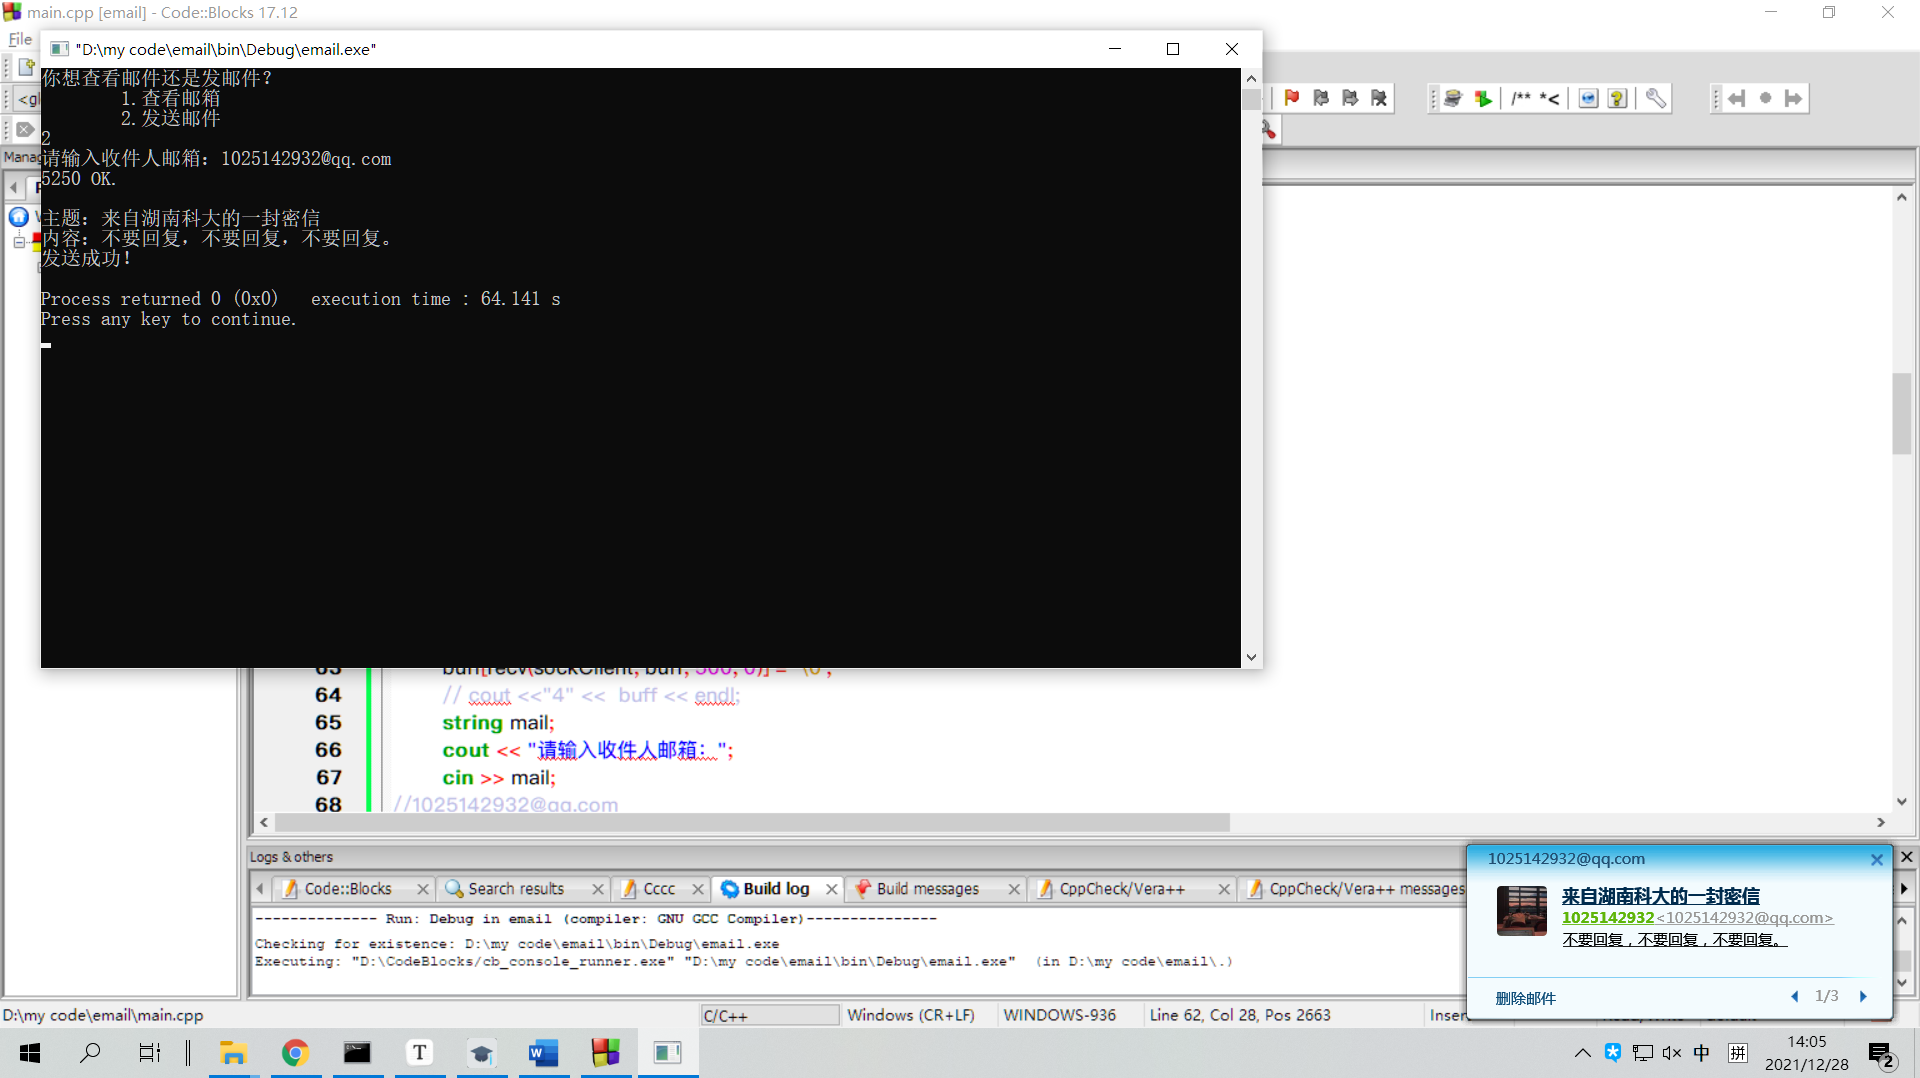 main.cpp [email] - Code::Blocks 17.12
File
"D:\my code\email\bin\Debug\email.exe"
你想查看邮件还是发邮件?
1.查看邮箱
2.发送邮件
2
请输入收件人邮箱：1025142932@qq.com
5250 OK.
主题：来自湖南科大的一封密信
内容：不要回复，不要回复，不要回复。
发送成功!
Process returned 0 (0x0)   execution time : 64.141 s
Press any key to continue.
/** *<
63 buff[recv(sockClient, buff, 500, 0)] = '\0';
64 // cout <<"4" <<  buff << endl;
65 string mail;
66 cout << "请输入收件人邮箱：";
67 cin >> mail;
68 //1025142932@qq.com
Logs & others
Code::Blocks
Search results
Cccc
Build log
Build messages
CppCheck/Vera++
CppCheck/Vera++ messages
-------------- Run: Debug in email (compiler: GNU GCC Compiler)---------------
Checking for existence: D:\my code\email\bin\Debug\email.exe
Executing: "D:\CodeBlocks/cb_console_runner.exe" "D:\my code\email\bin\Debug\email.exe"  (in D:\my code\email\.)
1025142932@qq.com
来自湖南科大的一封密信
1025142932<1025142932@qq.com>
不要回复，不要回复，不要回复。
删除邮件
1/3
D:\my code\email\main.cpp
C/C++
Windows (CR+LF)
WINDOWS-936
Line 62, Col 28, Pos 2663
Insert
T
中
拼
14:05
2021/12/28
2